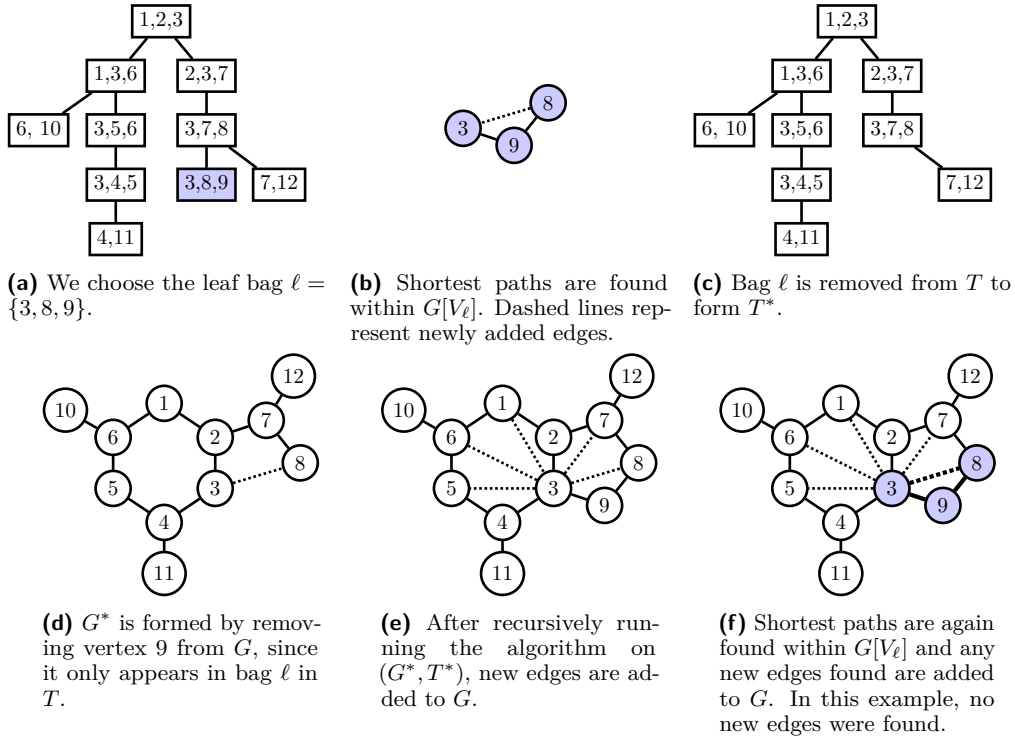 1,2,3
1,3,6
2,3,7
6, 10
3,5,6
3,7,8
3,4,5
3,8,9
7,12
4,11
(a) We choose the leaf bag ℓ =
{3, 8, 9}.
8
3
9
(b) Shortest paths are found
within G[Vℓ]. Dashed lines rep-
resent newly added edges.
1,2,3
1,3,6
2,3,7
6, 10
3,5,6
3,7,8
3,4,5
7,12
4,11
(c) Bag ℓ is removed from T to
form T*.
12
10
1
7
6
2
8
5
3
4
11
(d) G* is formed by remov-
ing vertex 9 from G, since
it only appears in bag ℓ in
T.
12
10
1
7
6
2
8
5
3
9
4
11
(e) After recursively run-
ning the algorithm on
(G*, T*), new edges are ad-
ded to G.
12
10
1
7
6
2
8
5
3
9
4
11
(f) Shortest paths are again
found within G[Vℓ] and any
new edges found are added
to G. In this example, no
new edges were found.